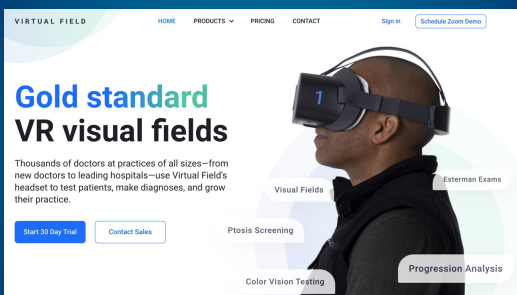 VIRTUAL FIELD
HOME
PRODUCTS
PRICING
CONTACT
Sign in
Schedule Zoom Demo
Gold standard
VR visual fields
Thousands of doctors at practices of all sizes—from
new doctors to leading hospitals—use Virtual Field's
headset to test patients, make diagnoses, and grow
their practice.
Start 30 Day Trial
Contact Sales
1
Visual Fields
Esterman Exams
Ptosis Screening
Progression Analysis
Color Vision Testing